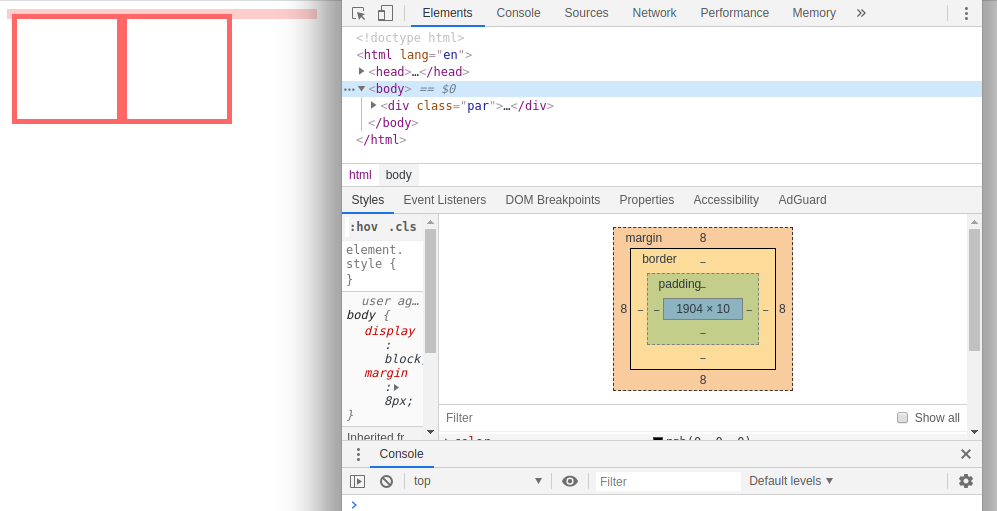 Elements Console Sources Network Performance Memory »
<!doctype html>
<html lang="en">
<head>…</head>
<body> == $0
<div class="par">…</div>
</body>
</html>
html body
Styles Event Listeners DOM Breakpoints Properties Accessibility AdGuard
:hov .cls
element.
style {
}
user ag…
body {
display
:
block;
margin
:
8px;
}
Inherited fr
margin 8
border –
padding –
8 – – 1904 × 10 – – 8
–
–
8
Filter Show all
color rgb(0, 0, 0)
Console
top Filter Default levels